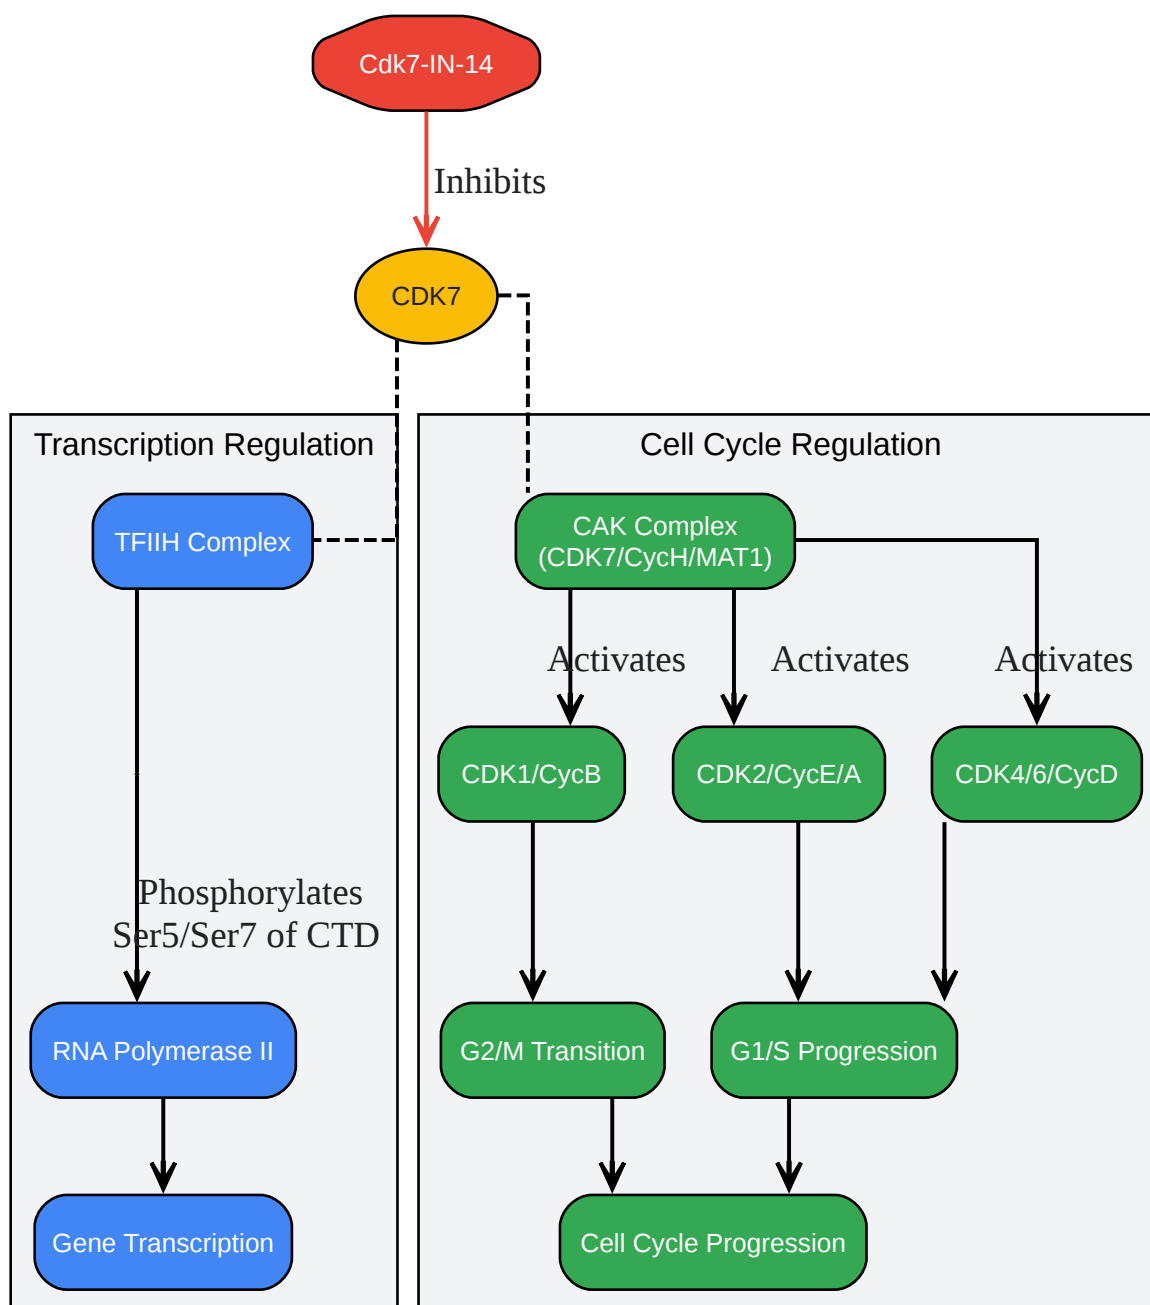 Cdk7-IN-14
Inhibits
CDK7
Transcription Regulation
TFIIH Complex
Phosphorylates
Ser5/Ser7 of CTD
RNA Polymerase II
Gene Transcription
Cell Cycle Regulation
CAK Complex
(CDK7/CycH/MAT1)
Activates
Activates
Activates
CDK1/CycB
CDK2/CycE/A
CDK4/6/CycD
G2/M Transition
G1/S Progression
Cell Cycle Progression